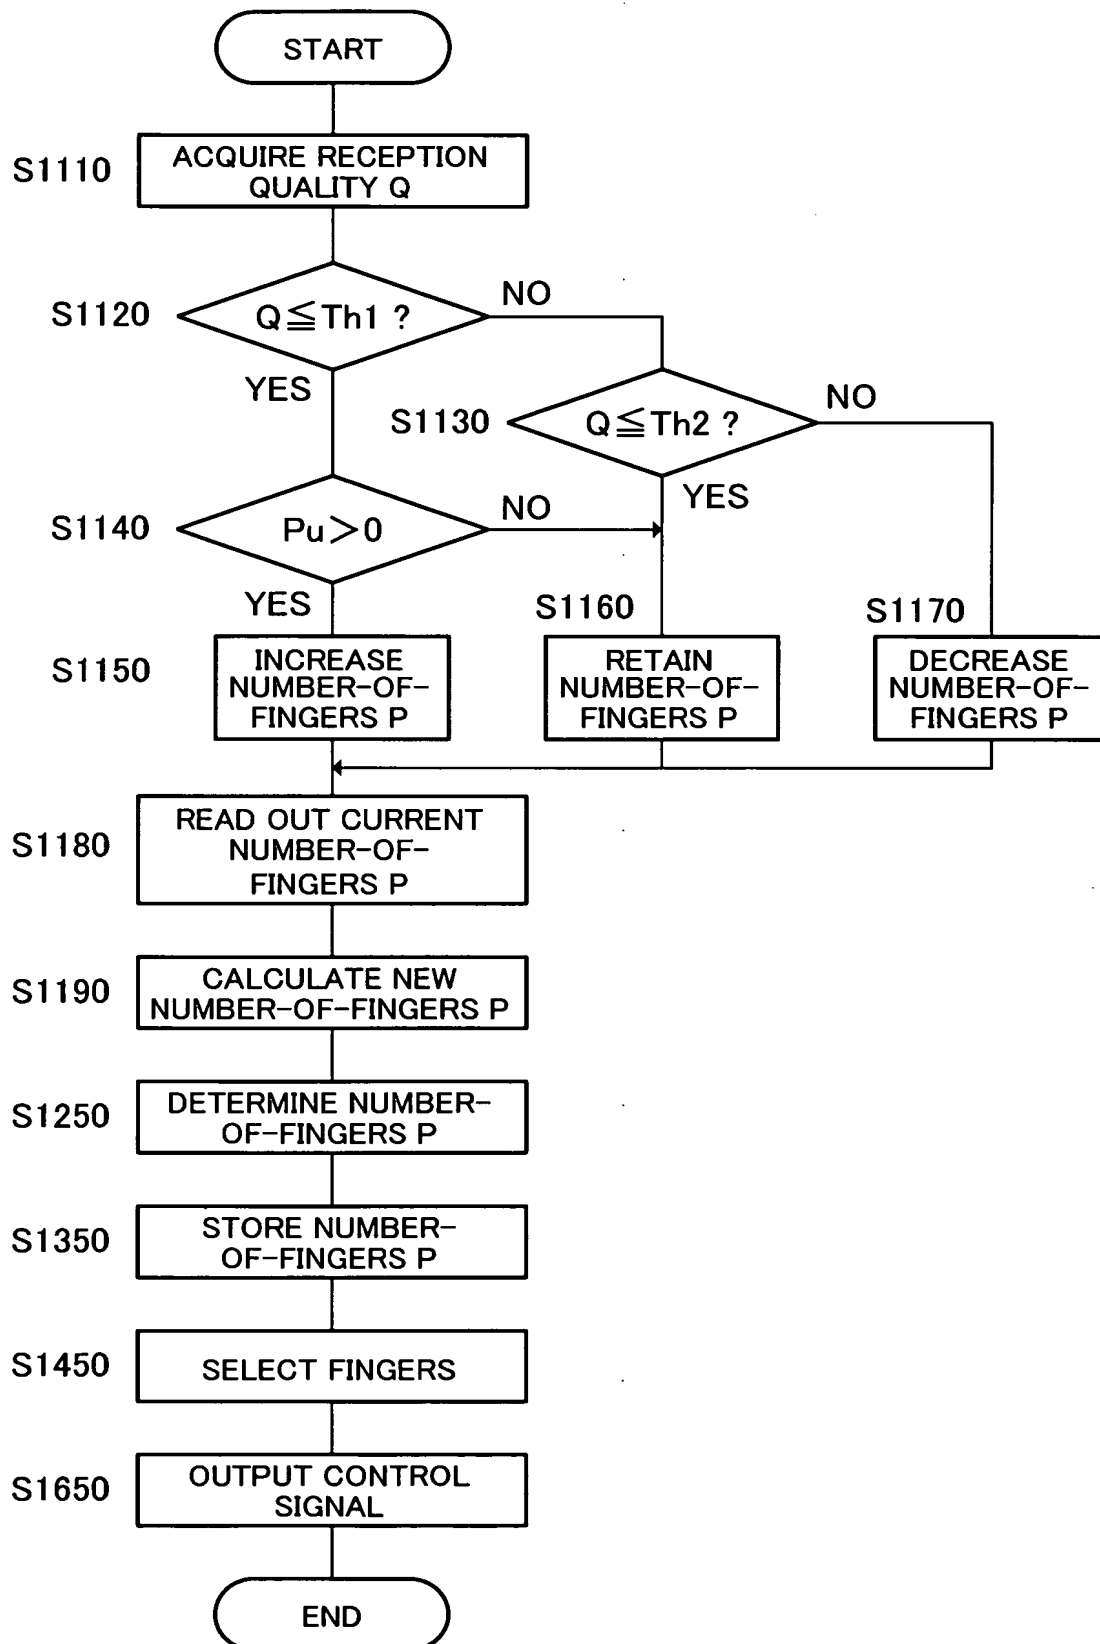 START
S1110
ACQUIRE RECEPTION
QUALITY Q
S1120
Q≦Th1 ?
NO
YES
S1130
Q≦Th2 ?
NO
YES
S1140
Pu>0
NO
YES
S1150
INCREASE
NUMBER-OF-
FINGERS P
S1160
RETAIN
NUMBER-OF-
FINGERS P
S1170
DECREASE
NUMBER-OF-
FINGERS P
S1180
READ OUT CURRENT
NUMBER-OF-
FINGERS P
S1190
CALCULATE NEW
NUMBER-OF-FINGERS P
S1250
DETERMINE NUMBER-
OF-FINGERS P
S1350
STORE NUMBER-
OF-FINGERS P
S1450
SELECT FINGERS
S1650
OUTPUT CONTROL
SIGNAL
END